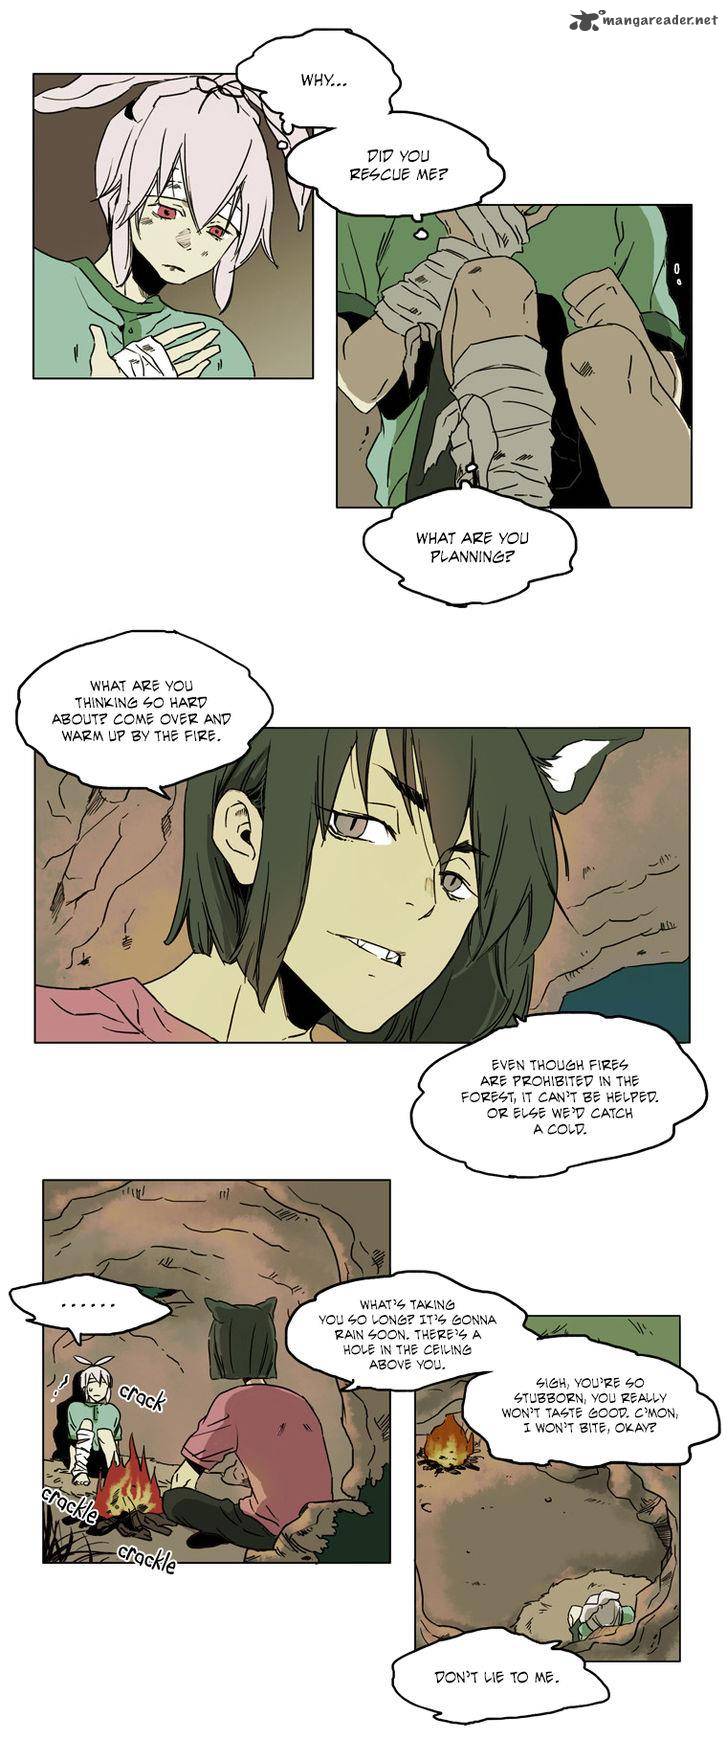 mangareader.net
WHY...
DID YOU
RESCUE ME?
WHAT ARE YOU
PLANNING?
WHAT ARE YOU
THINKING SO HARD
ABOUT? COME OVER AND
WARM UP BY THE FIRE.
EVEN THOUGH FIRES
ARE PROHIBITED IN THE
FOREST, IT CAN'T BE HELPED.
OR ELSE WE'D CATCH
A COLD.
......
WHAT'S TAKING
YOU SO LONG? IT'S GONNA
RAIN SOON. THERE'S A
HOLE IN THE CEILING
ABOVE YOU.
crack
crackle
crackle
SIGH, YOU'RE SO
STUBBORN, YOU REALLY
WON'T TASTE GOOD. C'MON,
I WON'T BITE, OKAY?
DON'T LIE TO ME.